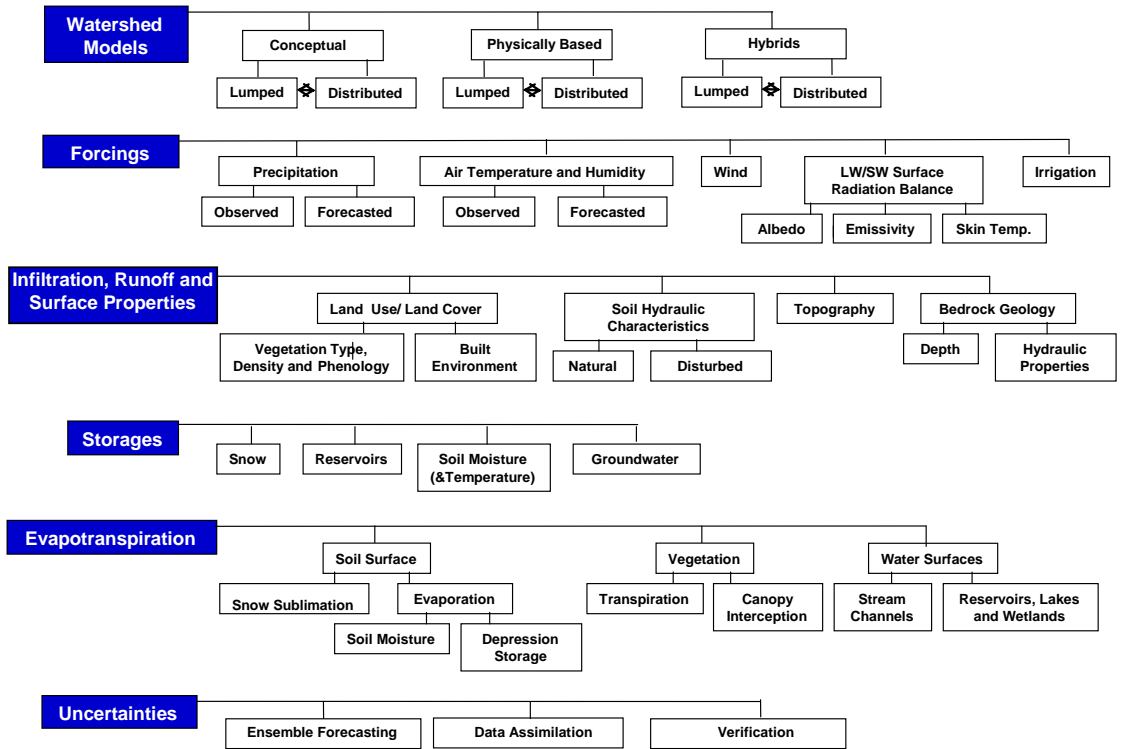 Watershed
Models
Conceptual
Physically Based
Hybrids
Lumped
Distributed
Lumped
Distributed
Lumped
Distributed
Forcings
Precipitation
Air Temperature and Humidity
Wind
LW/SW Surface
Radiation Balance
Irrigation
Observed
Forecasted
Observed
Forecasted
Albedo
Emissivity
Skin Temp.
Infiltration, Runoff and
Surface Properties
Land Use/ Land Cover
Soil Hydraulic
Characteristics
Topography
Bedrock Geology
Vegetation Type,
Density and Phenology
Built
Environment
Natural
Disturbed
Depth
Hydraulic
Properties
Storages
Snow
Reservoirs
Soil Moisture
(&Temperature)
Groundwater
Evapotranspiration
Soil Surface
Vegetation
Water Surfaces
Snow Sublimation
Evaporation
Transpiration
Canopy
Interception
Stream
Channels
Reservoirs, Lakes
and Wetlands
Soil Moisture
Depression
Storage
Uncertainties
Ensemble Forecasting
Data Assimilation
Verification